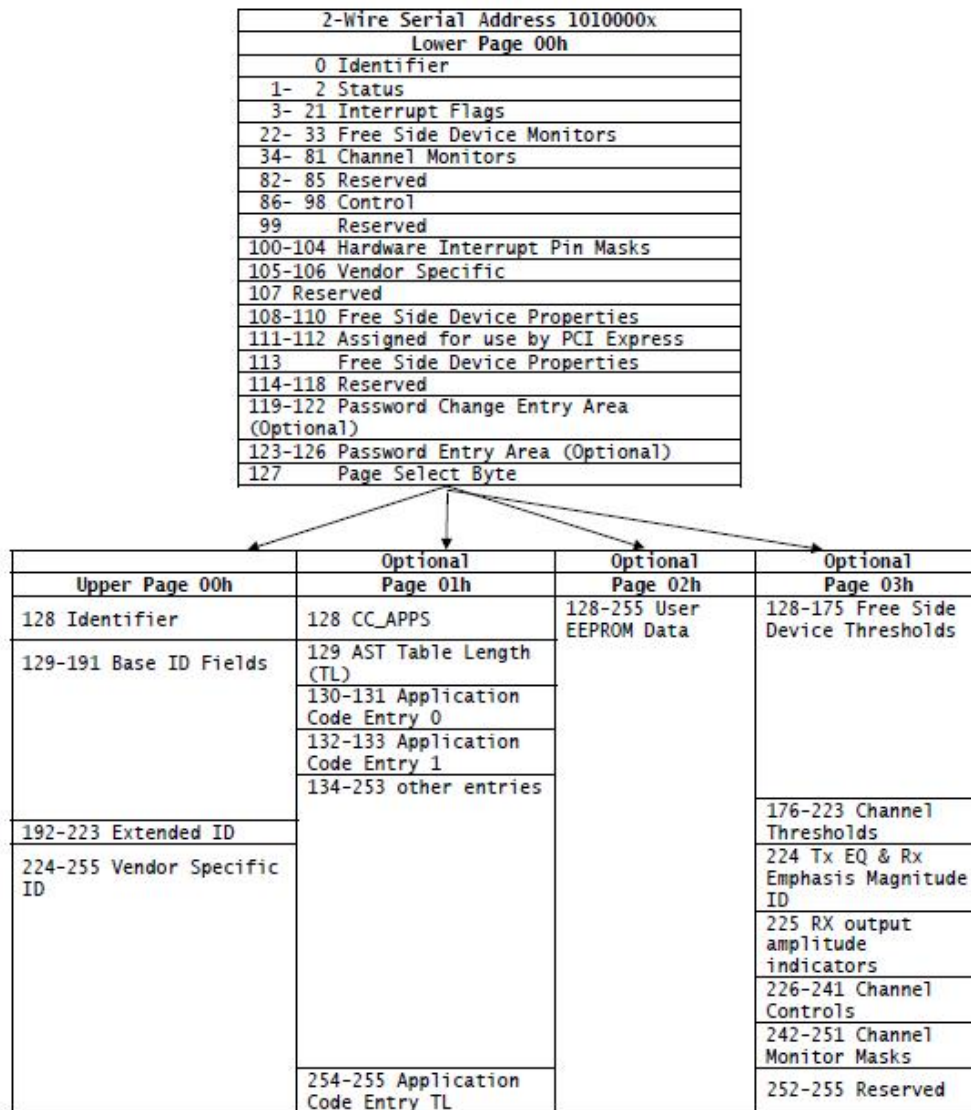 2-Wire Serial Address 1010000x
Lower Page 00h
0 Identifier
1- 2 Status
3- 21 Interrupt Flags
22- 33 Free Side Device Monitors
34- 81 Channel Monitors
82- 85 Reserved
86- 98 Control
99 Reserved
100-104 Hardware Interrupt Pin Masks
105-106 Vendor Specific
107 Reserved
108-110 Free Side Device Properties
111-112 Assigned for use by PCI Express
113 Free Side Device Properties
114-118 Reserved
119-122 Password Change Entry Area
(Optional)
123-126 Password Entry Area (Optional)
127 Page Select Byte
Upper Page 00h
128 Identifier
129-191 Base ID Fields
192-223 Extended ID
224-255 Vendor Specific
ID
Optional
Page 01h
128 CC_APPS
129 AST Table Length
(TL)
130-131 Application
Code Entry 0
132-133 Application
Code Entry 1
134-253 other entries
254-255 Application
Code Entry TL
Optional
Page 02h
128-255 User
EEPROM Data
Optional
Page 03h
128-175 Free Side
Device Thresholds
176-223 Channel
Thresholds
224 Tx EQ & Rx
Emphasis Magnitude
ID
225 RX output
amplitude
indicators
226-241 Channel
Controls
242-251 Channel
Monitor Masks
252-255 Reserved